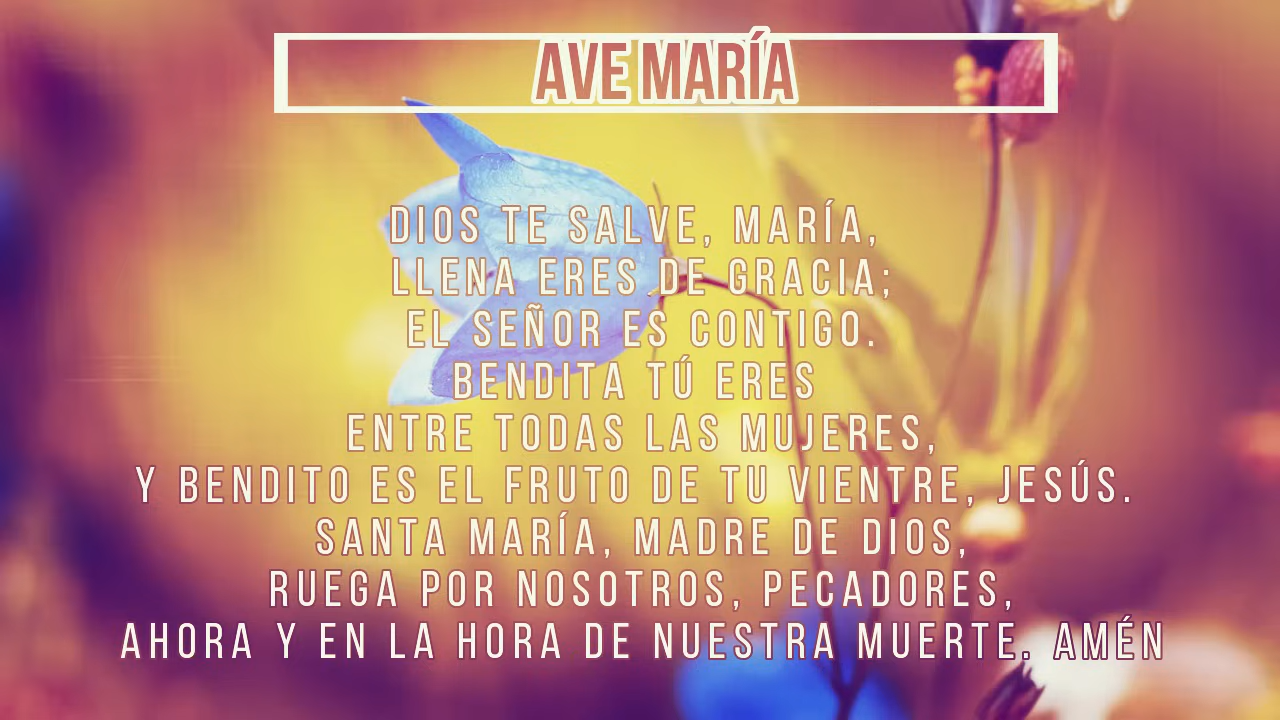 AVE MARÍA
DIOS TE SALVE, MARÍA,
LLENA ERES DE GRACIA;
EL SEÑOR ES CONTIGO.
BENDITA TÚ ERES
ENTRE TODAS LAS MUJERES,
Y BENDITO ES EL FRUTO DE TU VIENTRE, JESÚS.
SANTA MARÍA, MADRE DE DIOS,
RUEGA POR NOSOTROS, PECADORES,
AHORA Y EN LA HORA DE NUESTRA MUERTE. AMÉN